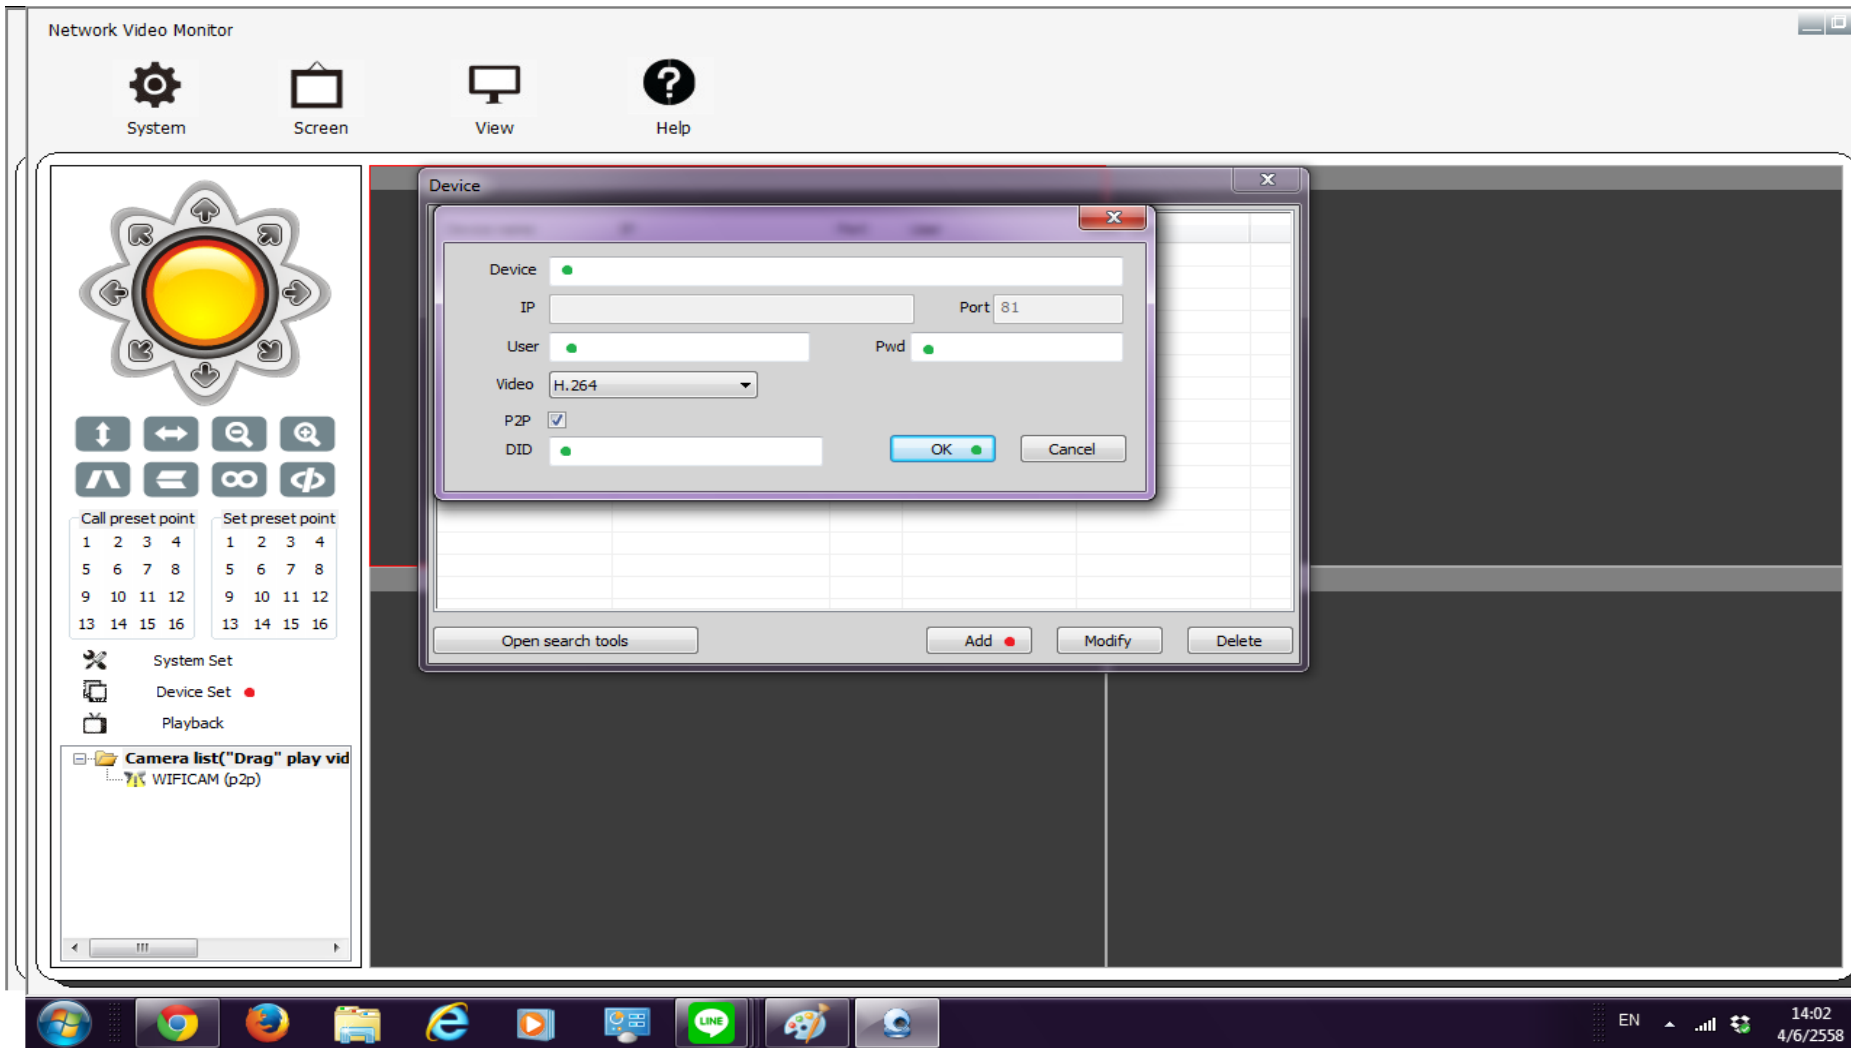 Network Video Monitor
System Screen View Help
Device
Device
IP Port 81
User Pwd
Video H.264
P2P
DID OK Cancel
Open search tools Add Modify Delete
Call preset point Set preset point
1 2 3 4 1 2 3 4
5 6 7 8 5 6 7 8
9 10 11 12 9 10 11 12
13 14 15 16 13 14 15 16
System Set
Device Set
Playback
Camera list("Drag" play vid
WIFICAM (p2p)
LINE
EN 14:02
4/6/2558